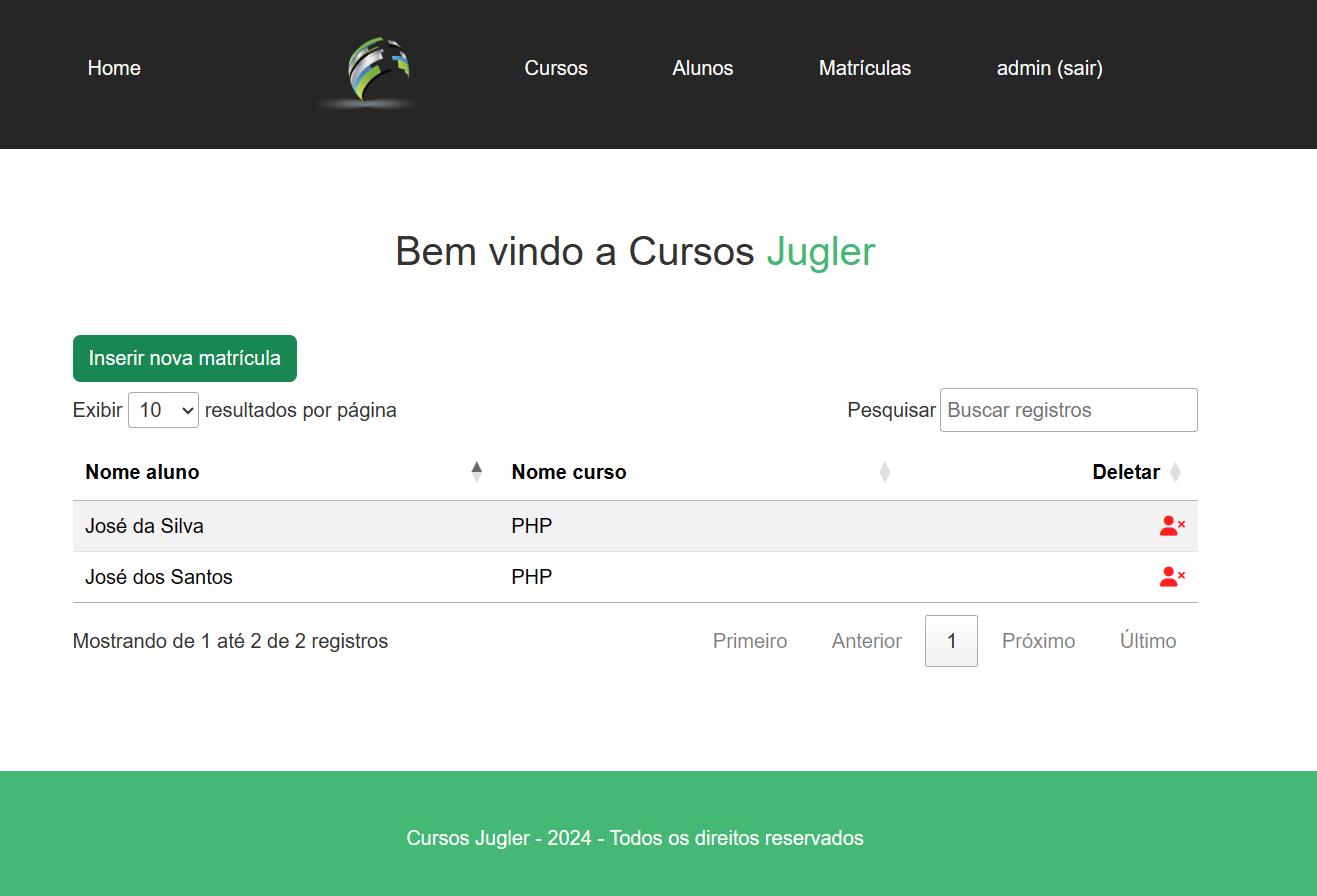 Home Cursos Alunos Matrículas admin (sair)
Bem vindo a Cursos Jugler
Inserir nova matrícula
Exibir 10 resultados por página Pesquisar Buscar registros
Nome aluno Nome curso Deletar
José da Silva PHP
José dos Santos PHP
Mostrando de 1 até 2 de 2 registros Primeiro Anterior 1 Próximo Último
Cursos Jugler - 2024 - Todos os direitos reservados